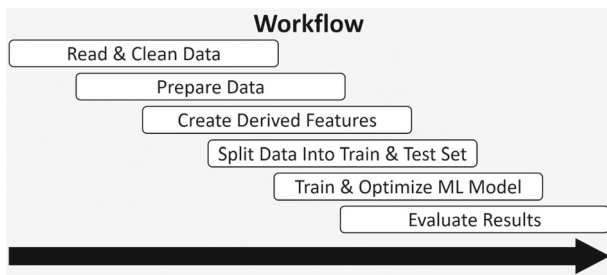 Workflow
Read & Clean Data
Prepare Data
Create Derived Features
Split Data Into Train & Test Set
Train & Optimize ML Model
Evaluate Results